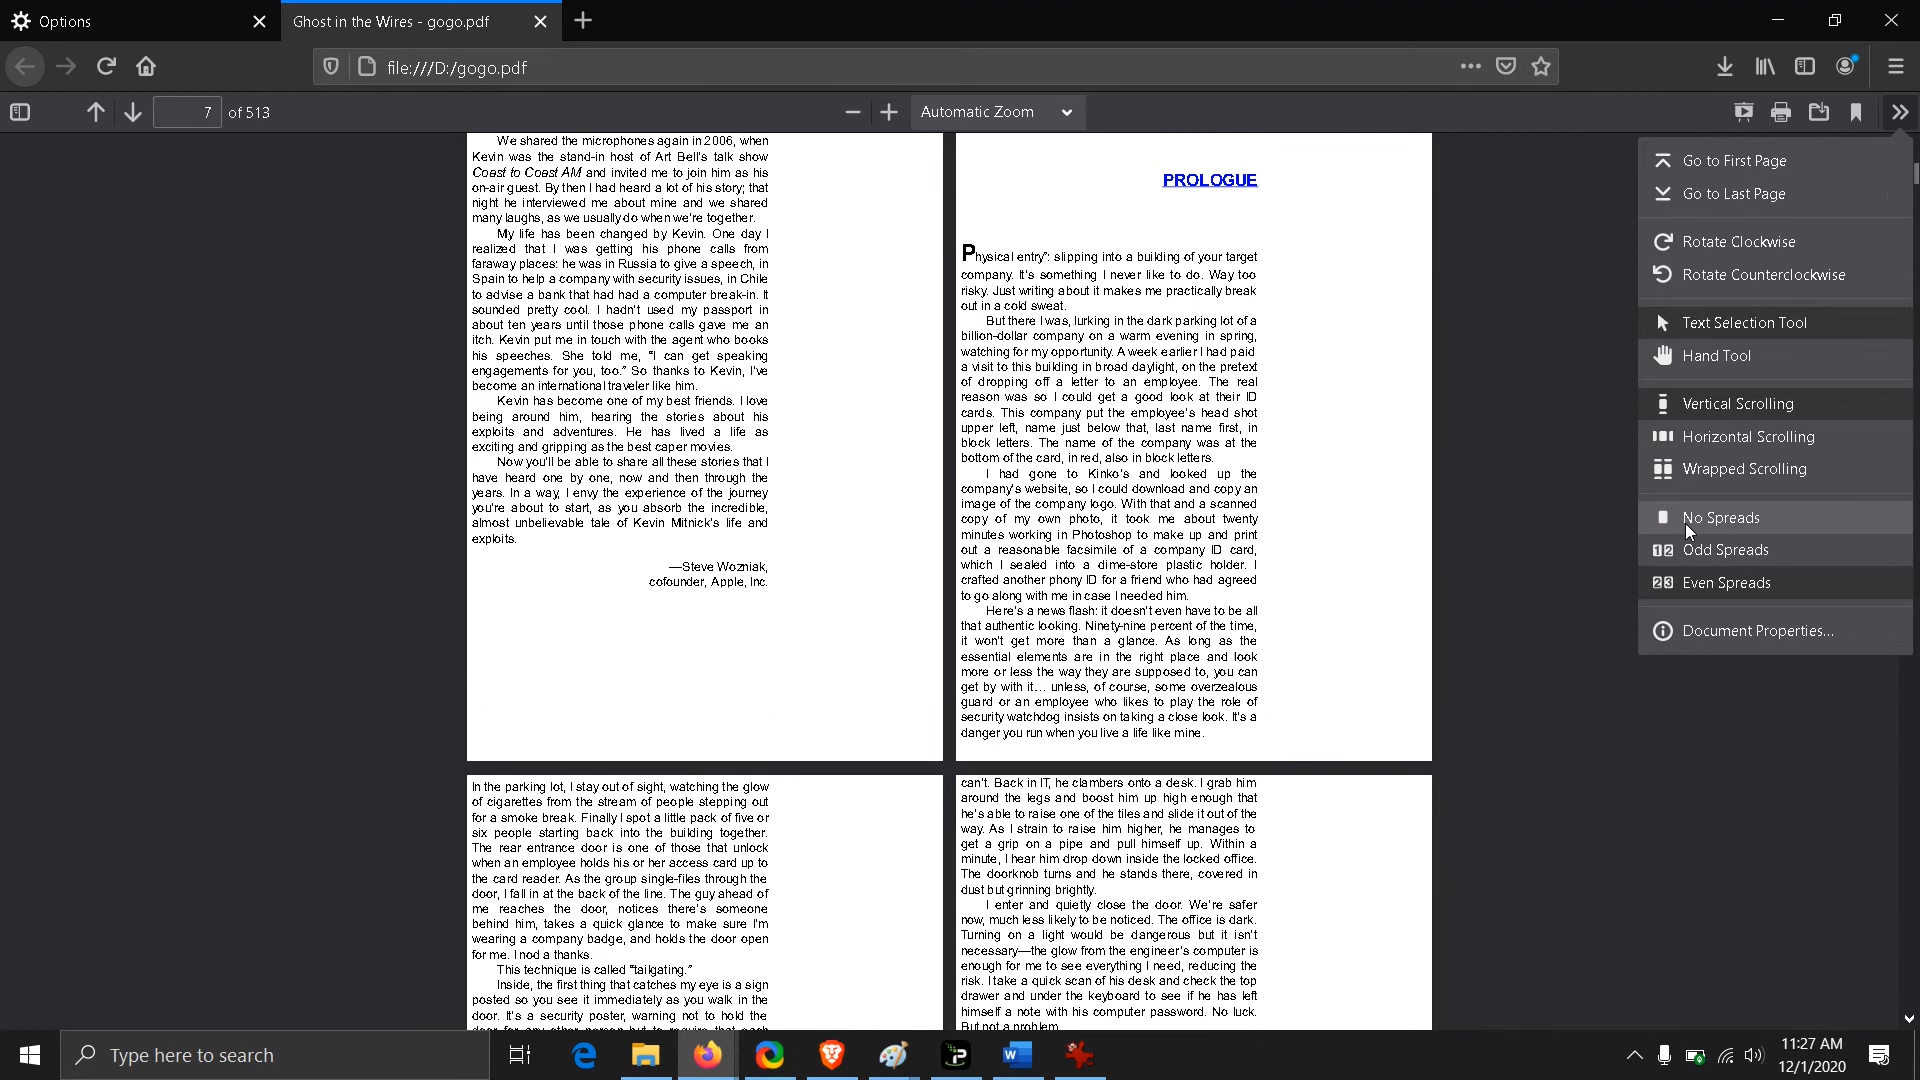 Options
Ghost in the Wires - gogo.pdf
file:///D:/gogo.pdf
7 of 513
Automatic Zoom
We shared the microphones again in 2006, when
Kevin was the stand-in host of Art Bell's talk show
Coast to Coast AM and invited me to join him as his
on-air guest. By then I had heard a lot of his story; that
night he interviewed me about mine and we shared
many laughs, as we usually do when we're together.
My life has been changed by Kevin. One day I
realized that I was getting his phone calls from
faraway places: he was in Russia to give a speech, in
Spain to help a company with security issues, in Chile
to advise a bank that had had a computer break-in. It
sounded pretty cool. I hadn't used my passport in
about ten years until those phone calls gave me an
itch. Kevin put me in touch with the agent who books
his speeches. She told me, “I can get speaking
engagements for you, too.” So thanks to Kevin, I've
become an international traveler like him.
Kevin has become one of my best friends. I love
being around him, hearing the stories about his
exploits and adventures. He has lived a life as
exciting and gripping as the best caper movies.
Now you'll be able to share all these stories that I
have heard one by one, now and then through the
years. In a way, I envy the experience of the journey
you're about to start, as you absorb the incredible,
almost unbelievable tale of Kevin Mitnick's life and
exploits.
—Steve Wozniak,
cofounder, Apple, Inc.
PROLOGUE
Physical entry”: slipping into a building of your target
company. It's something I never like to do. Way too
risky. Just writing about it makes me practically break
out in a cold sweat.
But there I was, lurking in the dark parking lot of a
billion-dollar company on a warm evening in spring,
watching for my opportunity. A week earlier I had paid
a visit to this building in broad daylight, on the pretext
of dropping off a letter to an employee. The real
reason was so I could get a good look at their ID
cards. This company put the employee's head shot
upper left, name just below that, last name first, in
block letters. The name of the company was at the
bottom of the card, in red, also in block letters.
I had gone to Kinko's and looked up the
company's website, so I could download and copy an
image of the company logo. With that and a scanned
copy of my own photo, it took me about twenty
minutes working in Photoshop to make up and print
out a reasonable facsimile of a company ID card,
which I sealed into a dime-store plastic holder. I
crafted another phony ID for a friend who had agreed
to go along with me in case I needed him.
Here's a news flash: it doesn't even have to be all
that authentic looking. Ninety-nine percent of the time,
it won't get more than a glance. As long as the
essential elements are in the right place and look
more or less the way they are supposed to, you can
get by with it… unless, of course, some overzealous
guard or an employee who likes to play the role of
security watchdog insists on taking a close look. It's a
danger you run when you live a life like mine.
In the parking lot, I stay out of sight, watching the glow
of cigarettes from the stream of people stepping out
for a smoke break. Finally I spot a little pack of five or
six people starting back into the building together.
The rear entrance door is one of those that unlock
when an employee holds his or her access card up to
the card reader. As the group single-files through the
door, I fall in at the back of the line. The guy ahead of
me reaches the door, notices there's someone
behind him, takes a quick glance to make sure I'm
wearing a company badge, and holds the door open
for me. I nod a thanks.
This technique is called “tailgating.”
Inside, the first thing that catches my eye is a sign
posted so you see it immediately as you walk in the
door. It's a security poster, warning not to hold the
door for any other person but to require that each
can't. Back in IT, he clambers onto a desk. I grab him
around the legs and boost him up high enough that
he's able to raise one of the tiles and slide it out of the
way. As I strain to raise him higher, he manages to
get a grip on a pipe and pull himself up. Within a
minute, I hear him drop down inside the locked office.
The doorknob turns and he stands there, covered in
dust but grinning brightly.
I enter and quietly close the door. We're safer
now, much less likely to be noticed. The office is dark.
Turning on a light would be dangerous but it isn't
necessary—the glow from the engineer's computer is
enough for me to see everything I need, reducing the
risk. I take a quick scan of his desk and check the top
drawer and under the keyboard to see if he has left
himself a note with his computer password. No luck.
But not a problem.
Go to First Page
Go to Last Page
Rotate Clockwise
Rotate Counterclockwise
Text Selection Tool
Hand Tool
Vertical Scrolling
Horizontal Scrolling
Wrapped Scrolling
No Spreads
Odd Spreads
Even Spreads
Document Properties...
Type here to search
11:27 AM
12/1/2020